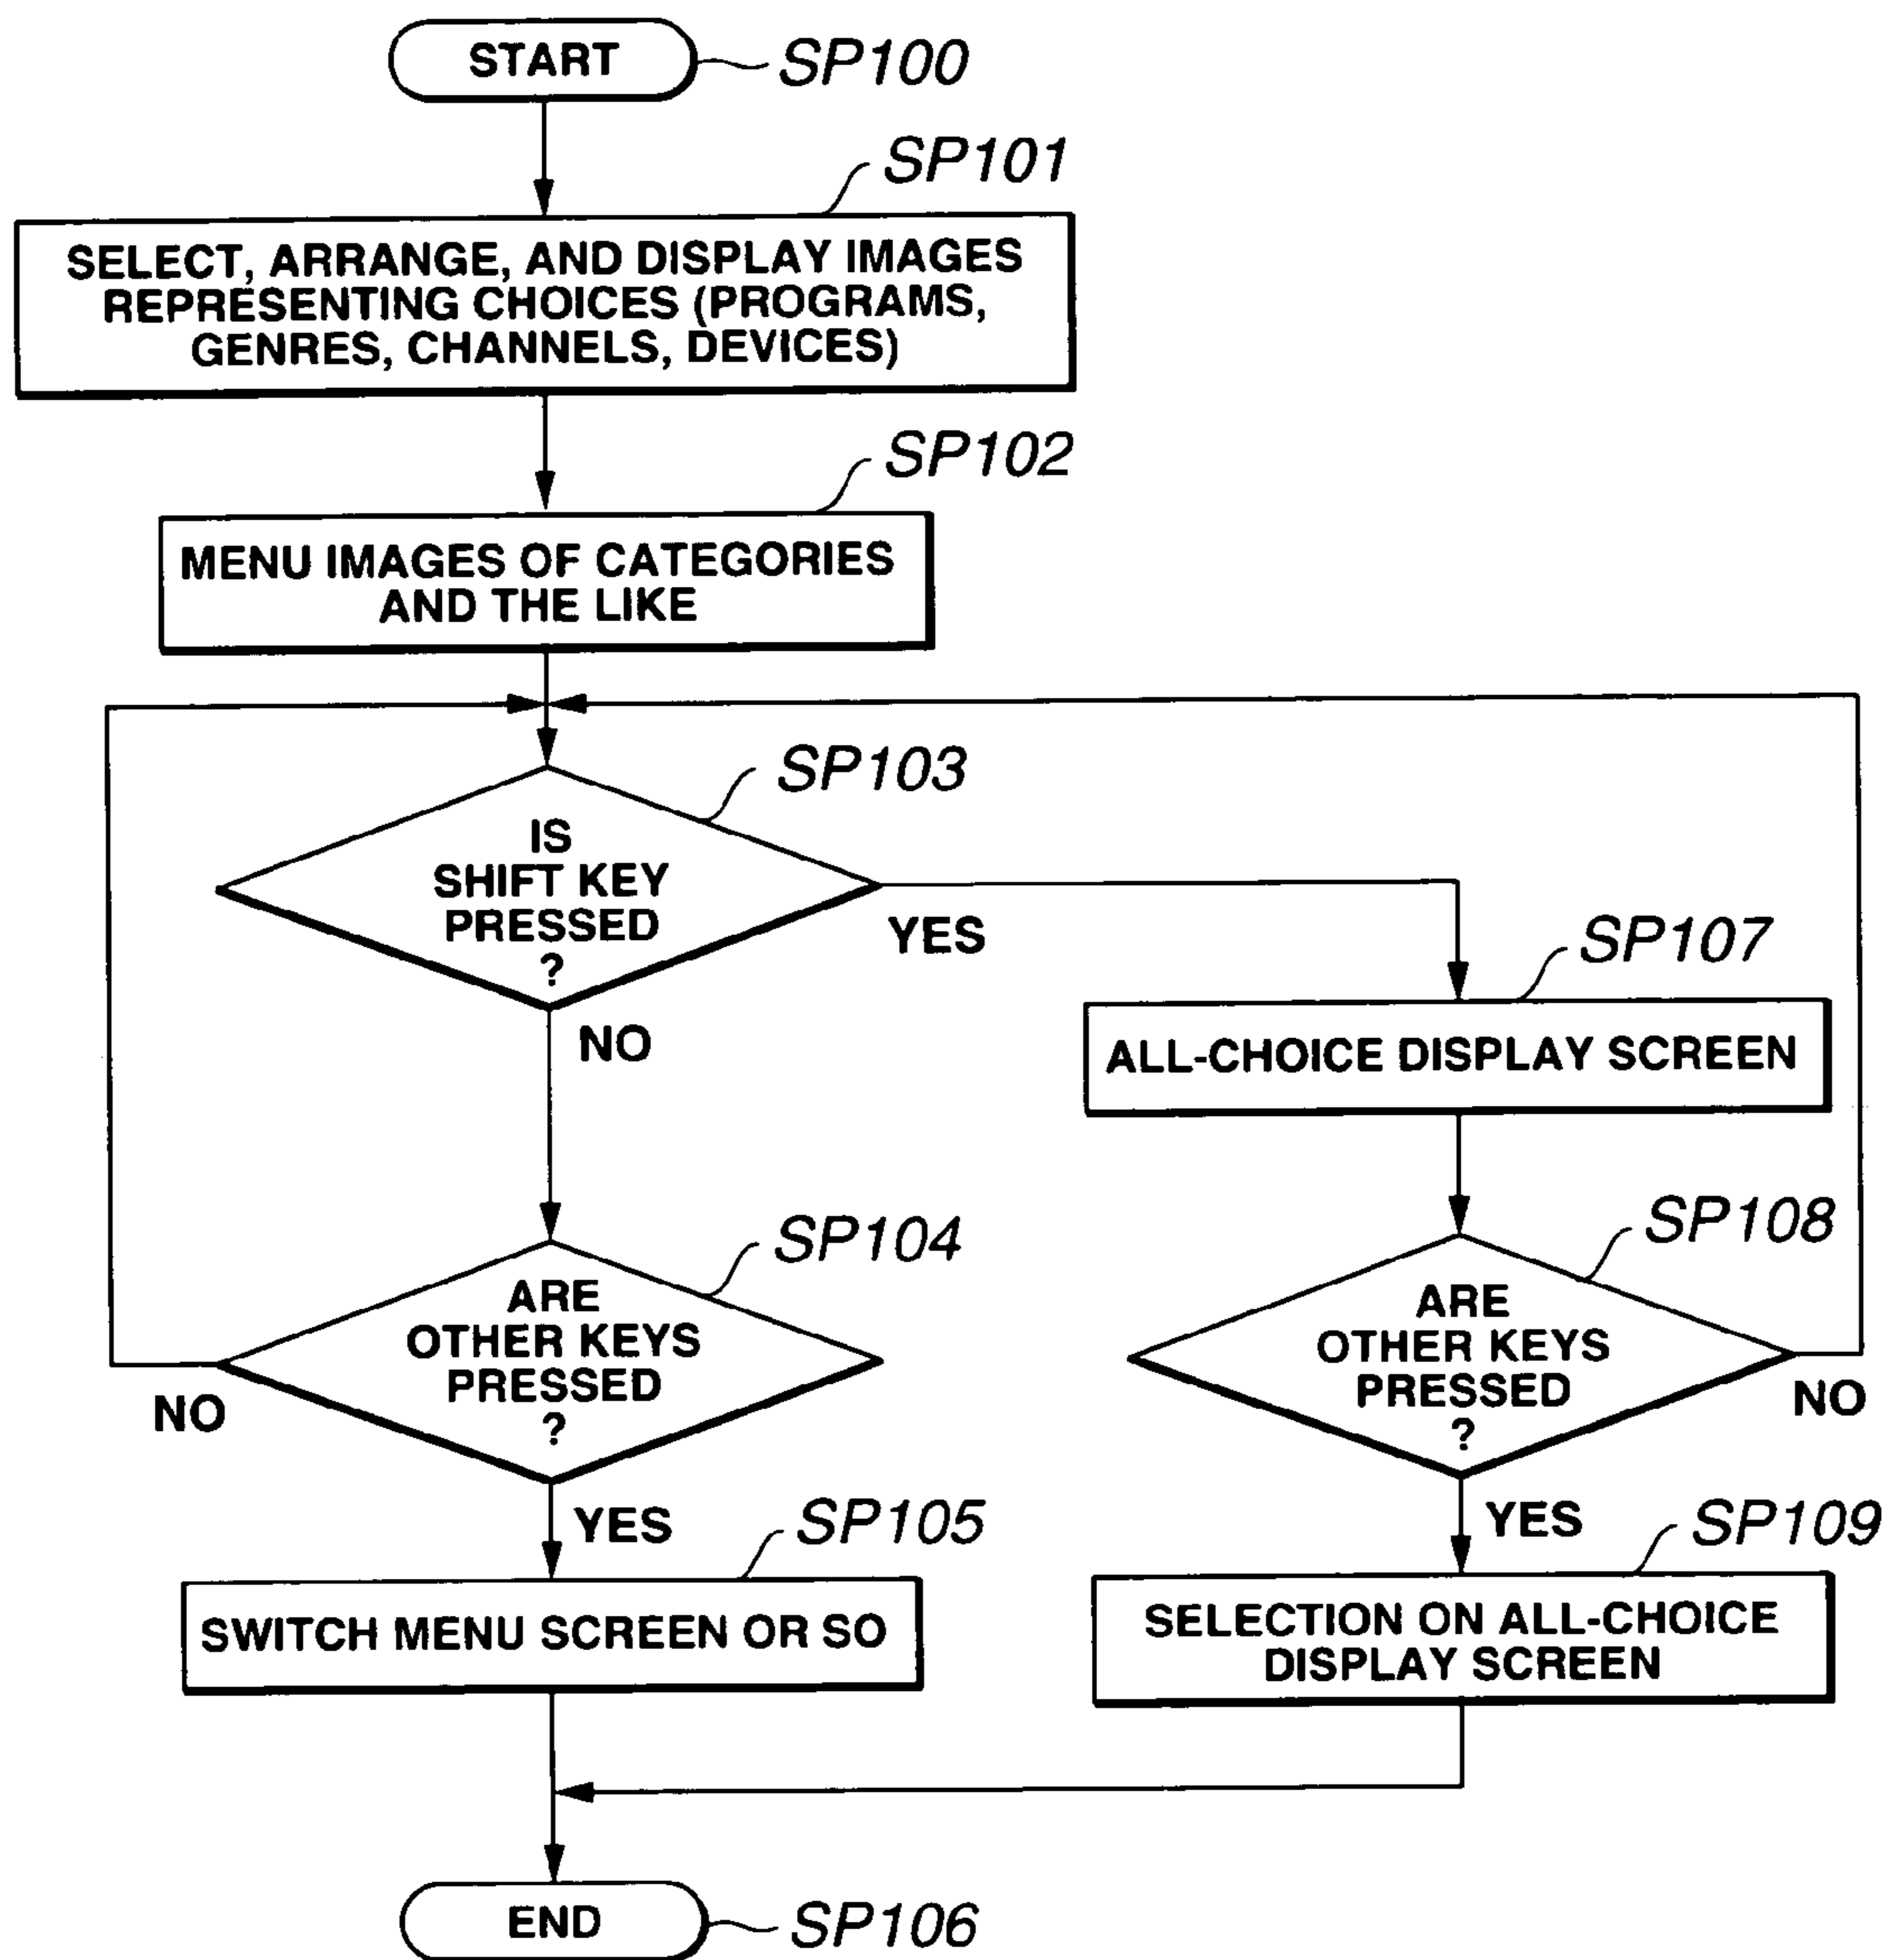 START
SP100
SP101
SELECT, ARRANGE, AND DISPLAY IMAGES
REPRESENTING CHOICES (PROGRAMS,
GENRES, CHANNELS, DEVICES)
SP102
MENU IMAGES OF CATEGORIES
AND THE LIKE
SP103
IS
SHIFT KEY
PRESSED
?
YES
NO
SP107
ALL-CHOICE DISPLAY SCREEN
SP104
ARE
OTHER KEYS
PRESSED
?
NO
YES
SP108
ARE
OTHER KEYS
PRESSED
?
NO
YES
SP105
SWITCH MENU SCREEN OR SO
SP109
SELECTION ON ALL-CHOICE
DISPLAY SCREEN
END
SP106